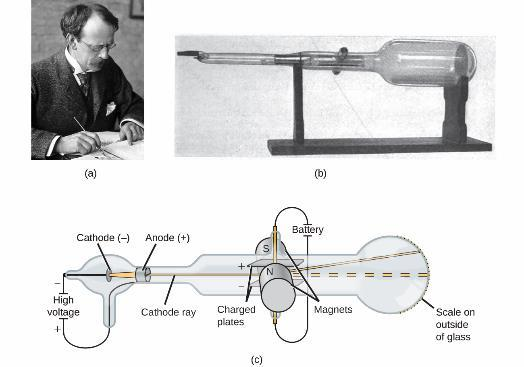 (a)
(b)
Cathode (–)
Anode (+)
Battery
S
+
N
–
–
High
voltage
+
Cathode ray
Charged
plates
Magnets
Scale on
outside
of glass
(c)